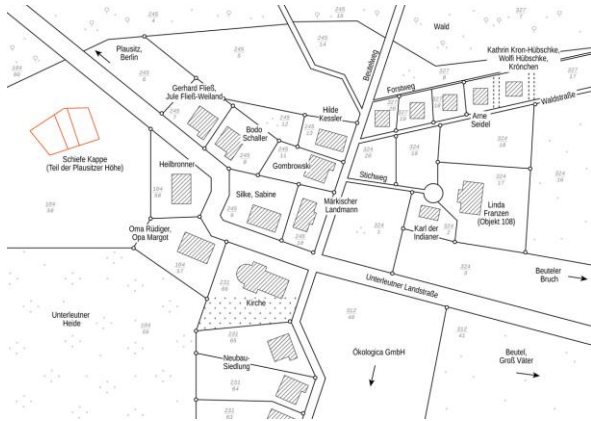 Wald
Kathrin Kron-Hübschke,
Wolfi Hübschke,
Krönchen
Plausitz,
Berlin
Beutelweg
Forstweg
Waldstraße
Gerhard Fließ,
Jule Fließ-Weiland
Hilde
Kessler
Arne
Seidel
Bodo
Schaller
Gombrowski
Schiefe Kappe
(Teil der Plausitzer Höhe)
Heilbronner
Stichweg
Silke, Sabine
Märkischer
Landmann
Linda
Franzen
(Objekt 108)
Karl der
Indianer
Oma Rüdiger,
Opa Margot
Unterleutner Landstraße
Beuteler
Bruch
Kirche
Unterleutner
Heide
Neubau-
Siedlung
Ökologica GmbH
Beutel,
Groß Väter